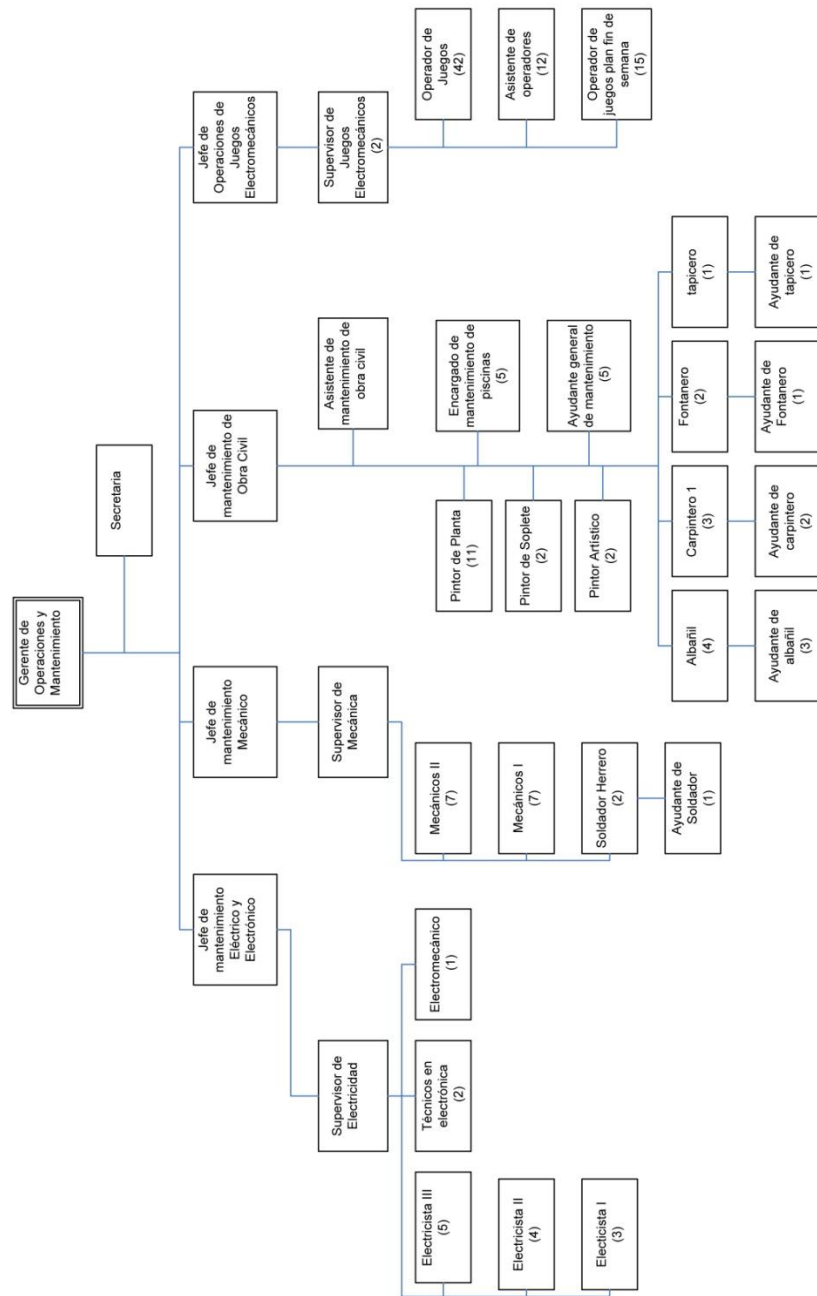 Gerente de
Operaciones y
Mantenimiento
Secretaria
Jefe de
mantenimiento
Eléctrico y
Electrónico
Jefe de
mantenimiento
Mecánico
Jefe de
mantenimiento de
Obra Civil
Jefe de
Operaciones de
Juegos
Electromecánicos
Supervisor de
Electricidad
Supervisor de
Mecánica
Asistente de
mantenimiento de
obra civil
Supervisor de
Juegos
Electromecánicos
(2)
Electricista III
(5)
Electricista II
(4)
Electicista I
(3)
Técnicos en
electrónica
(2)
Electromecánico
(1)
Mecánicos II
(7)
Mecánicos I
(7)
Soldador Herrero
(2)
Ayudante de
Soldador
(1)
Pintor de Planta
(11)
Pintor de Soplete
(2)
Pintor Artístico
(2)
Encargado de
mantenimiento de
piscinas
(5)
Ayudante general
de mantenimiento
(5)
Albañil
(4)
Carpintero 1
(3)
Fontanero
(2)
tapicero
(1)
Ayudante de
albañil
(3)
Ayudante de
carpintero
(2)
Ayudante de
Fontanero
(1)
Ayudante de
tapicero
(1)
Operador de
Juegos
(42)
Asistente de
operadores
(12)
Operador de
juegos plan fin de
semana
(15)